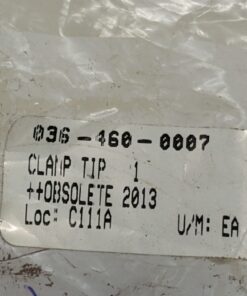 036-460-0007
CLAMP TIP 1
++OBSOLETE 2013
Loc: C111A U/M: EA